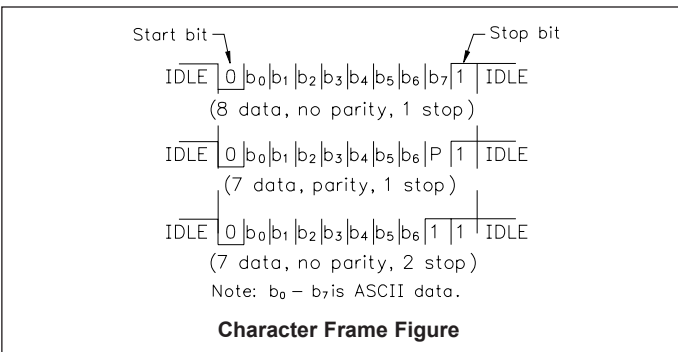 Start bit Stop bit
IDLE 0 b₀ b₁ b₂ b₃ b₄ b₅ b₆ b₇ 1 IDLE
(8 data, no parity, 1 stop)
IDLE 0 b₀ b₁ b₂ b₃ b₄ b₅ b₆ P 1 IDLE
(7 data, parity, 1 stop)
IDLE 0 b₀ b₁ b₂ b₃ b₄ b₅ b₆ 1 1 IDLE
(7 data, no parity, 2 stop)
Note: b₀ – b₇ is ASCII data.
Character Frame Figure